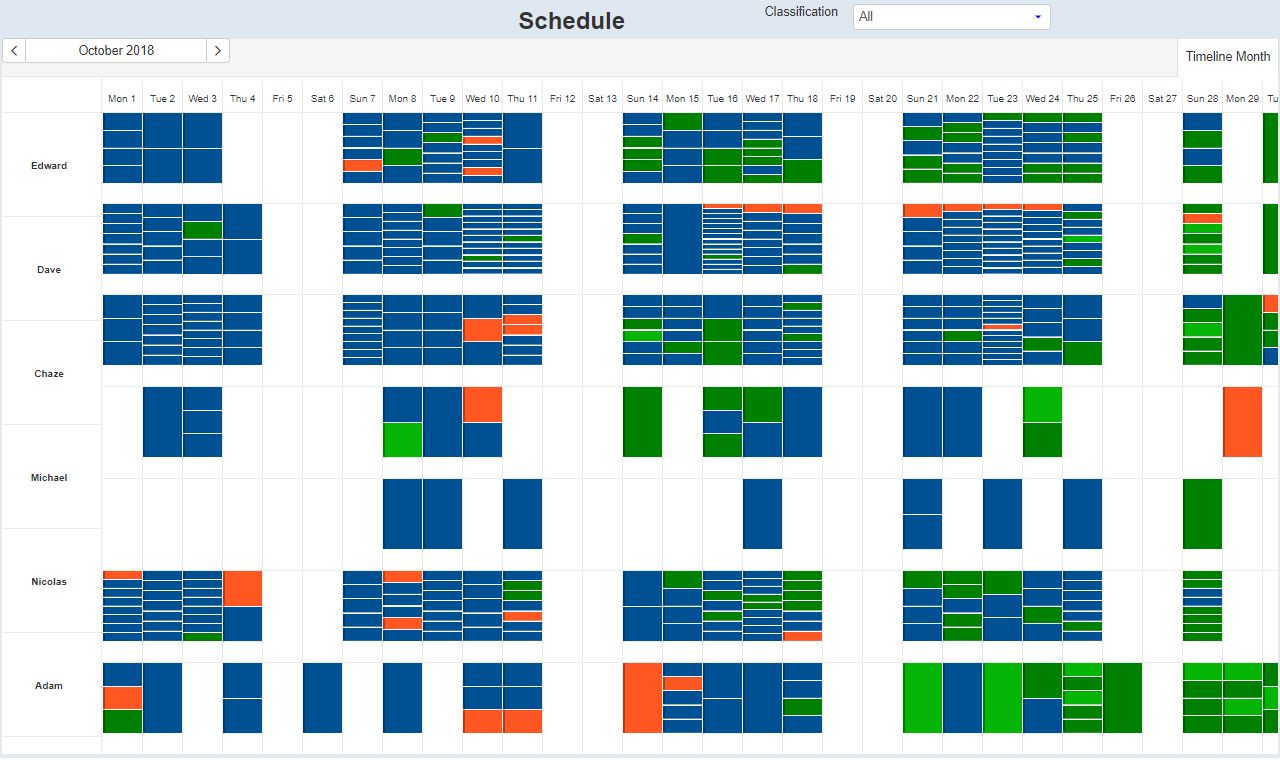 Schedule
Classification
All
October 2018
Timeline Month
Mon 1 Tue 2 Wed 3 Thu 4 Fri 5 Sat 6 Sun 7 Mon 8 Tue 9 Wed 10 Thu 11 Fri 12 Sat 13 Sun 14 Mon 15 Tue 16 Wed 17 Thu 18 Fri 19 Sat 20 Sun 21 Mon 22 Tue 23 Wed 24 Thu 25 Fri 26 Sat 27 Sun 28 Mon 29 Tu
Edward
Dave
Chaze
Michael
Nicolas
Adam